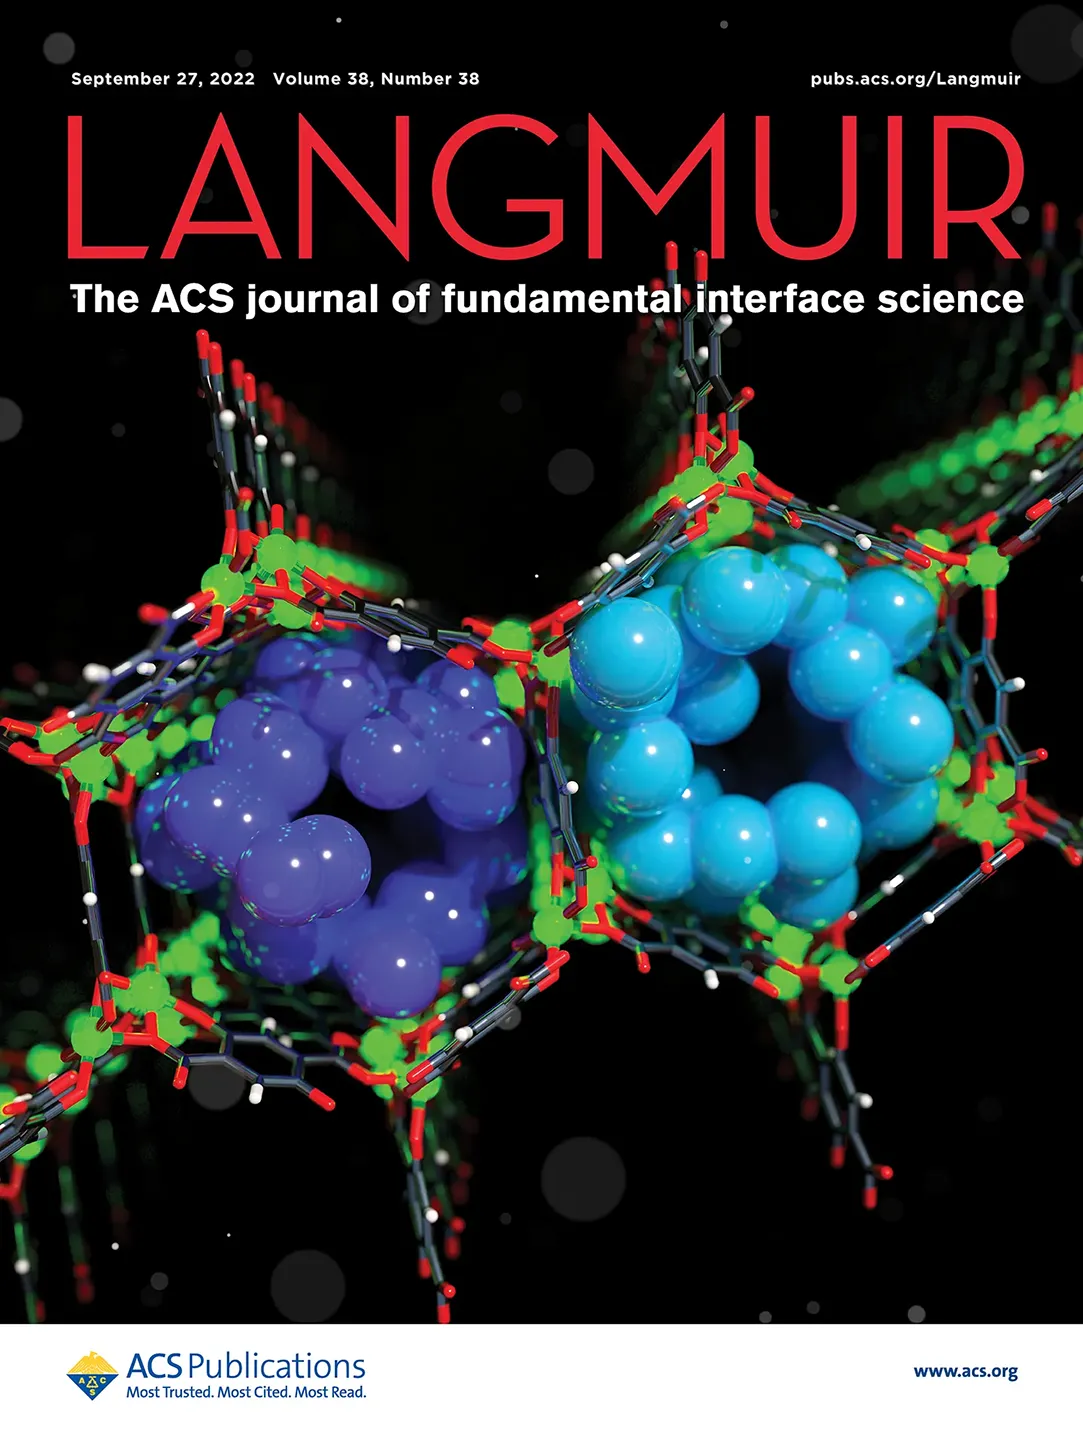 September 27, 2022 Volume 38, Number 38 pubs.acs.org/Langmuir
LANGMUIR
The ACS journal of fundamental interface science
ACS Publications
Most Trusted. Most Cited. Most Read.
A C
S
www.acs.org